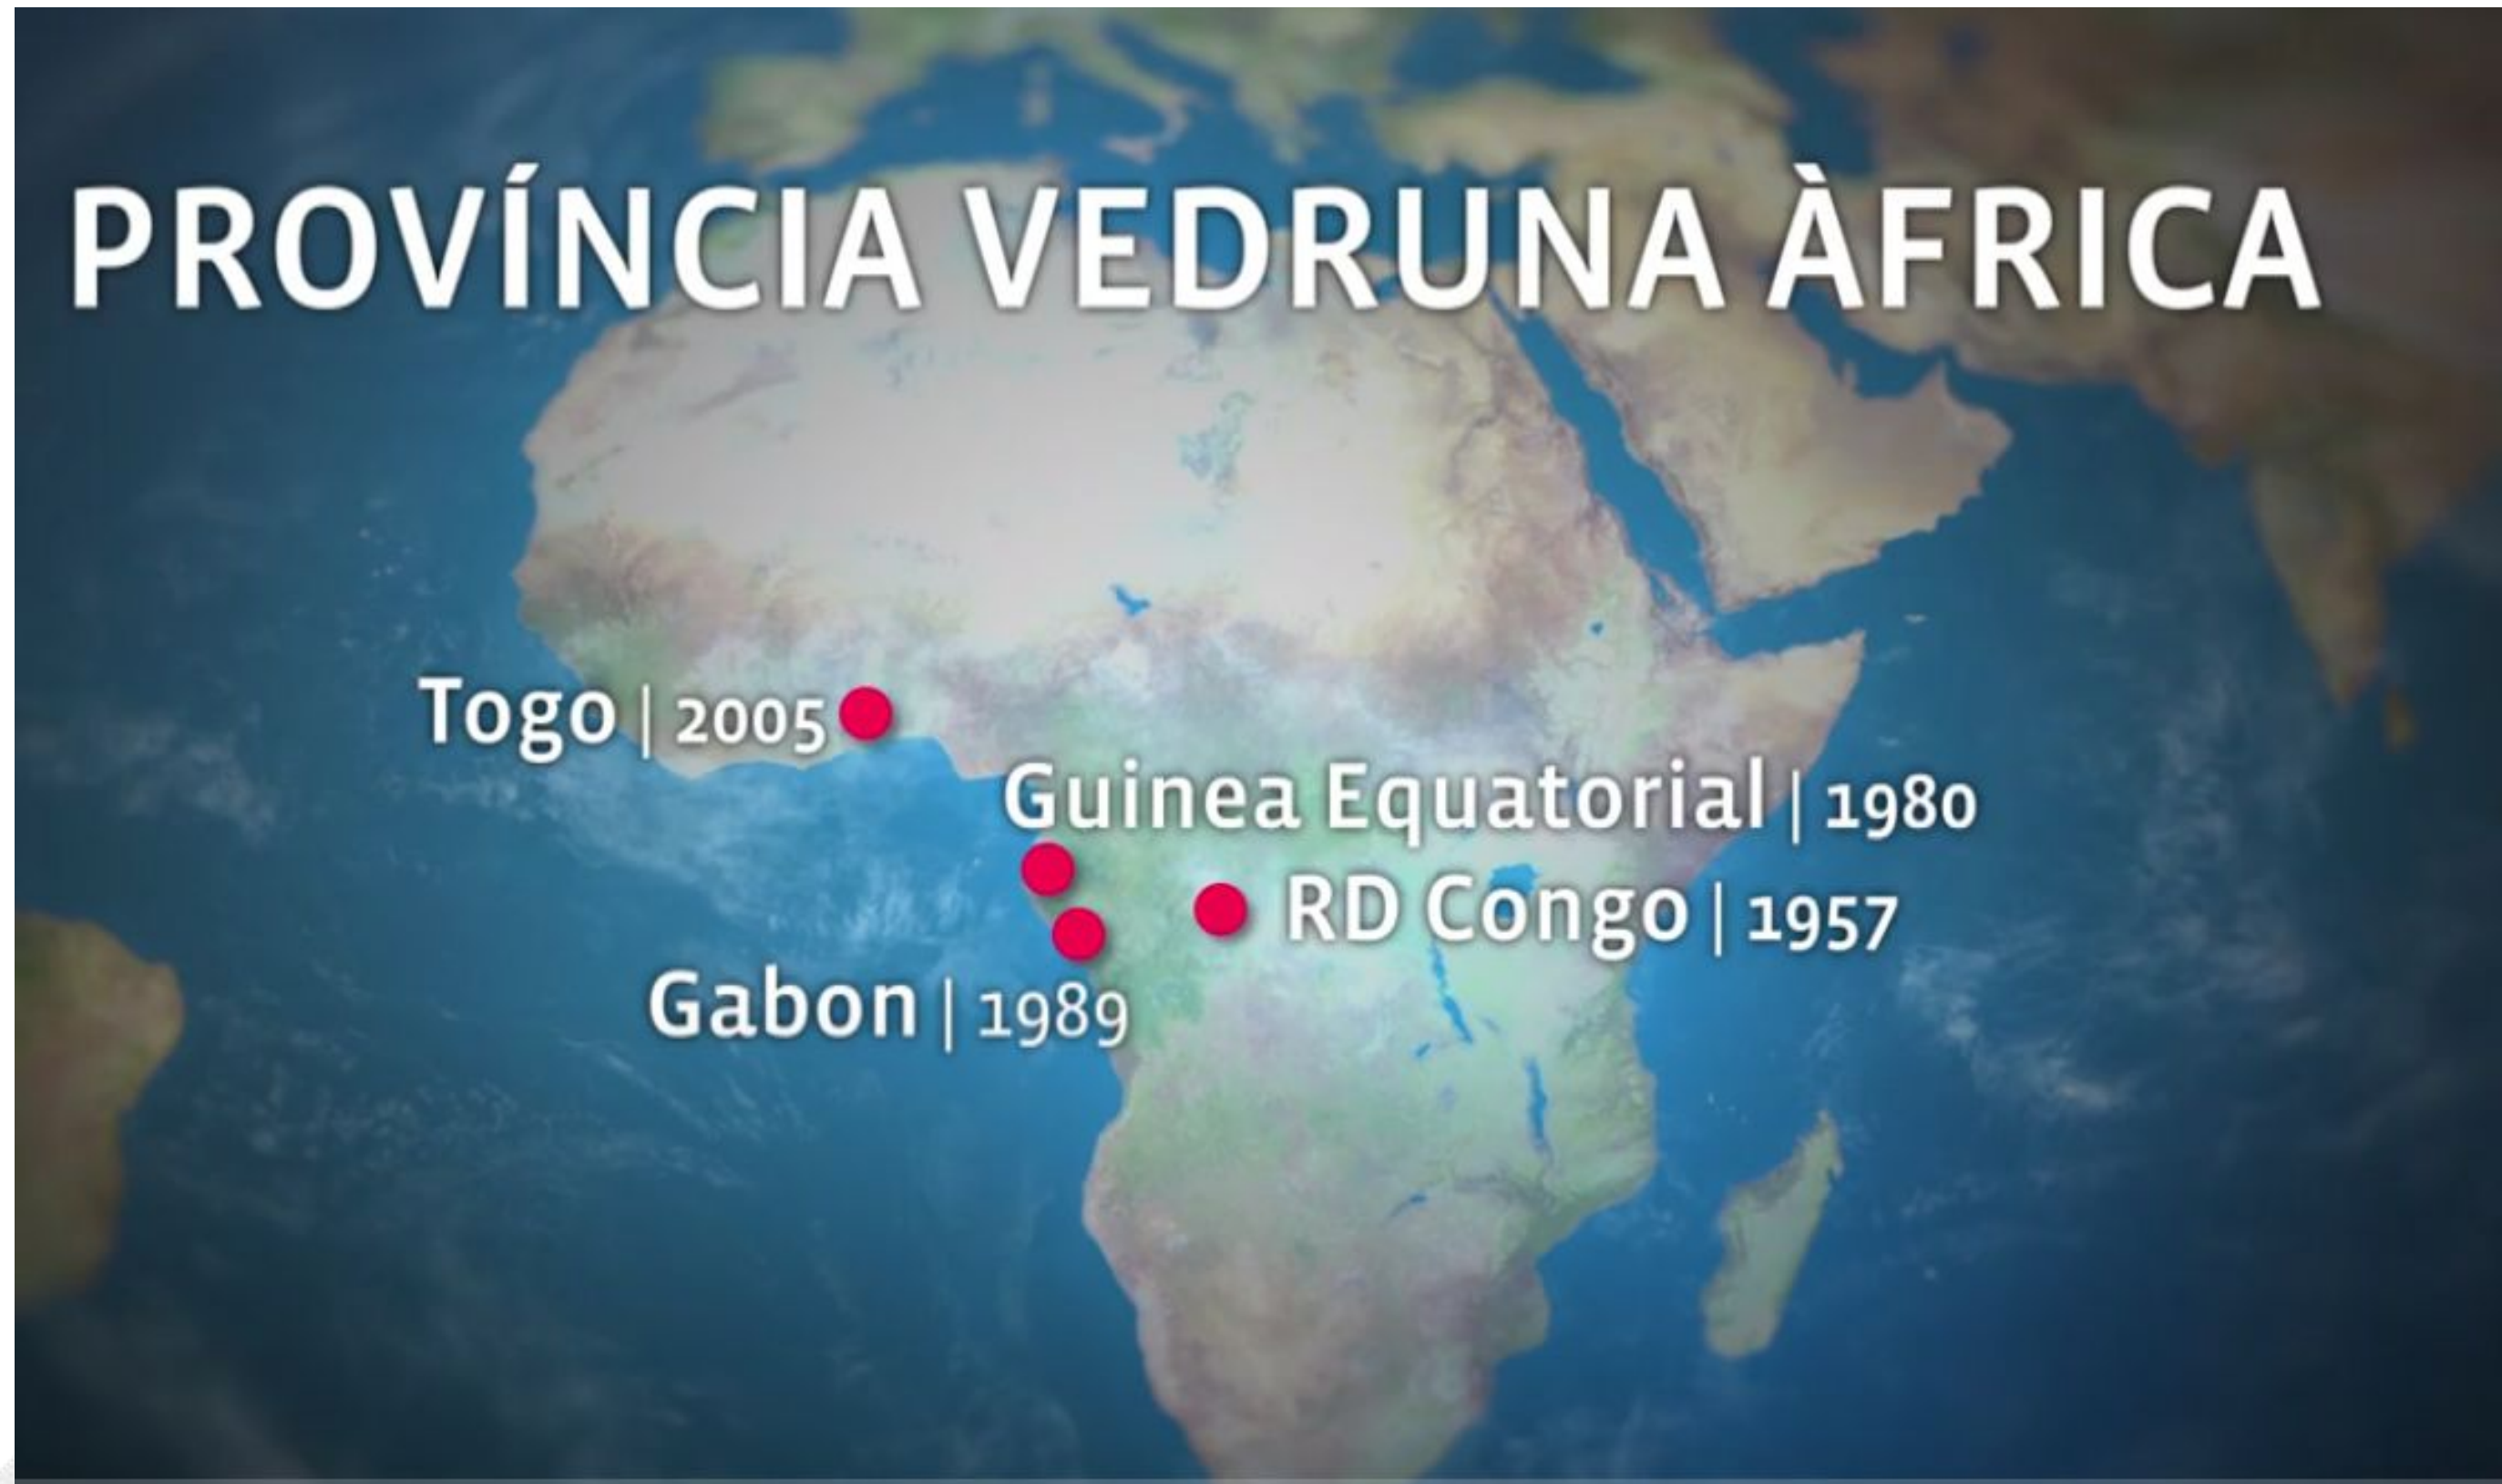 PROVÍNCIA VEDRUNA ÀFRICA
Togo | 2005
Guinea Equatorial | 1980
RD Congo | 1957
Gabon | 1989